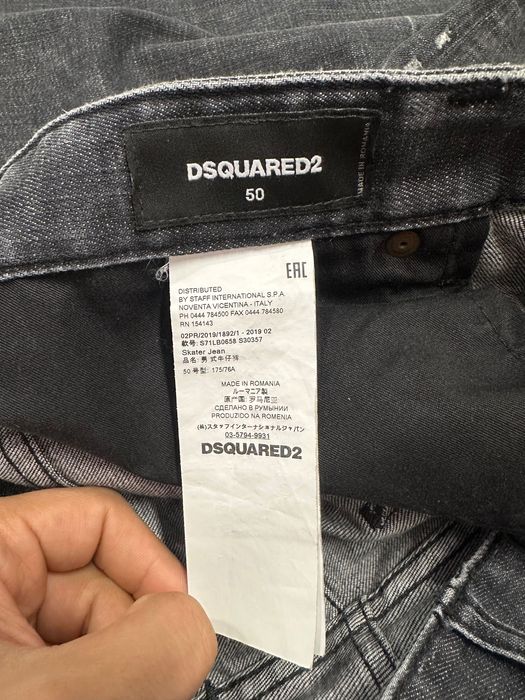 DSQUARED2
50
MADE IN ROMANIA
EAC
DISTRIBUTED
BY STAFF INTERNATIONAL S.P.A
NOVENTA VICENTINA - ITALY
PH 0444 784500 FAX 0444 784580
RN 154143
02PR/2019/1892/1 - 2019 02
款号: S71LB0658 S30357
Skater Jean
品名: 男式牛仔裤
50 号型: 175/76A
MADE IN ROMANIA
ルーマニア製
原产国: 罗马尼亚
СДЕЛАНО В РУМЫНИИ
PRODUZIDO NA ROMENIA
(株)スタッフインターナショナルジャパン
03-5794-9931
DSQUARED2